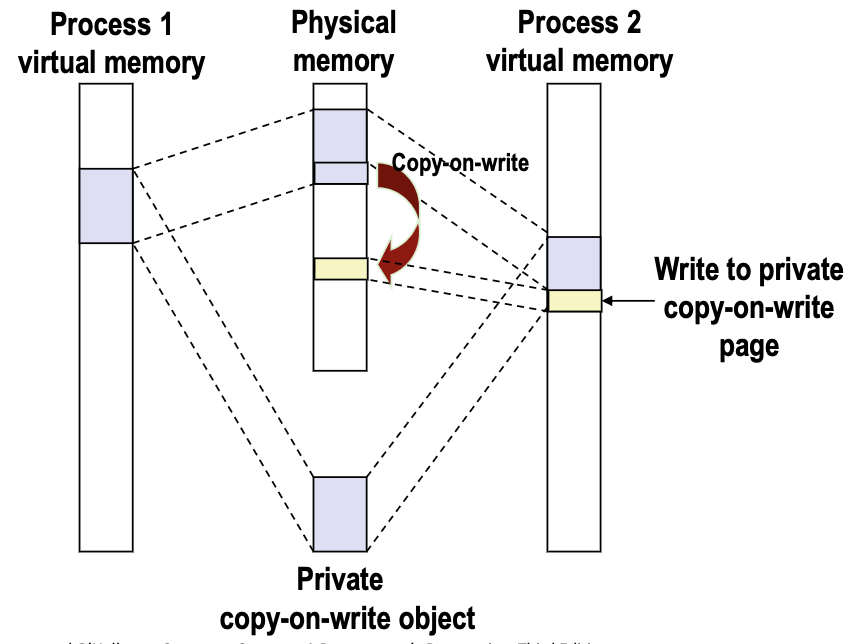 Process 1
virtual memory
Physical
memory
Process 2
virtual memory
Copy-on-write
Write to private
copy-on-write
page
Private
copy-on-write object